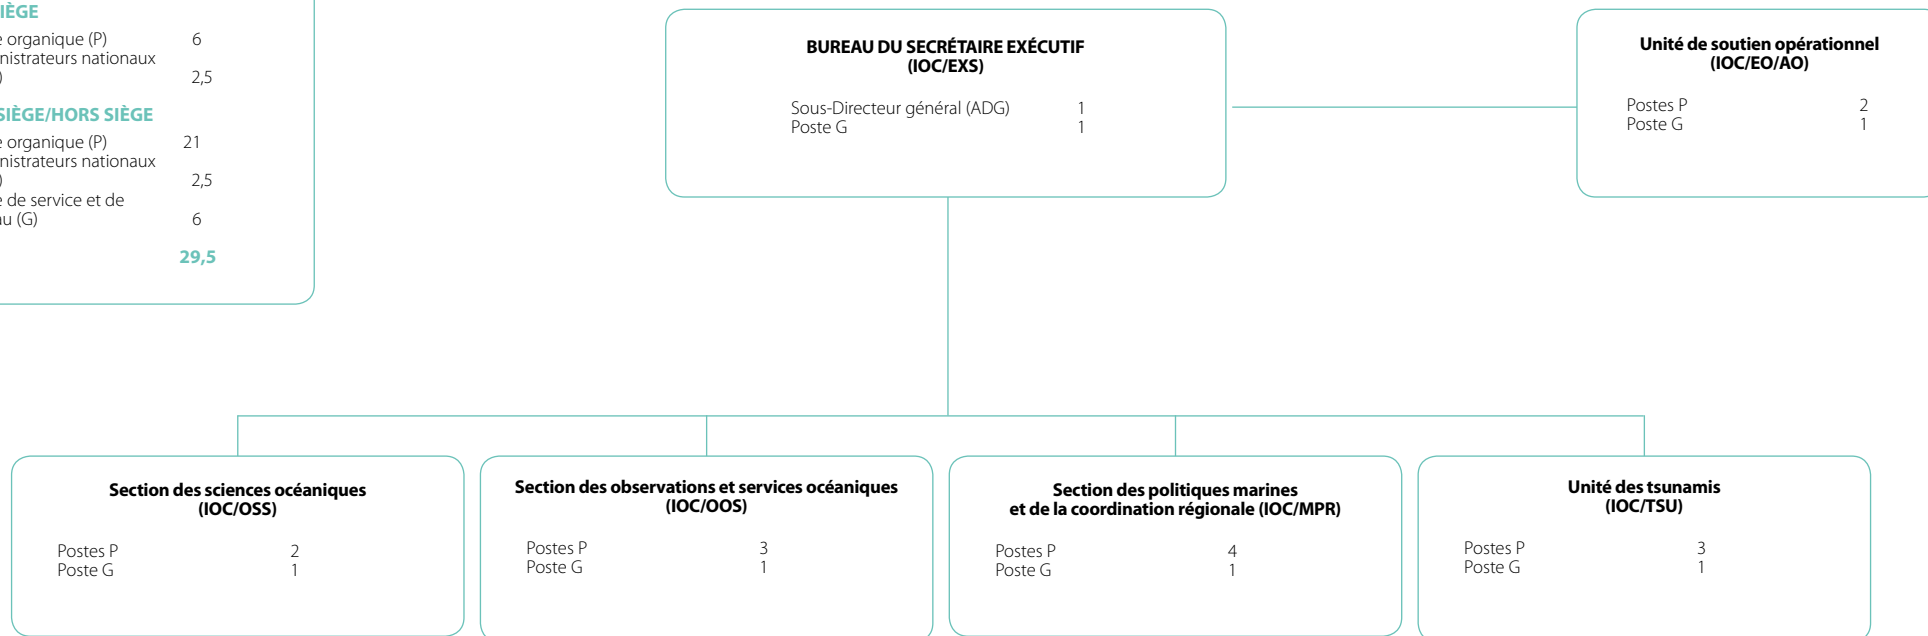 IÈGE
organique (P) 6
nistrateurs nationaux
) 2,5
SIÈGE/HORS SIÈGE
organique (P) 21
nistrateurs nationaux
) 2,5
de service et de
u (G) 6
29,5
BUREAU DU SECRÉTAIRE EXÉCUTIF
(IOC/EXS)
Sous-Directeur général (ADG) 1
Poste G 1
Unité de soutien opérationnel
(IOC/EO/AO)
Postes P 2
Poste G 1
Section des sciences océaniques
(IOC/OSS)
Postes P 2
Poste G 1
Section des observations et services océaniques
(IOC/OOS)
Postes P 3
Poste G 1
Section des politiques marines
et de la coordination régionale (IOC/MPR)
Postes P 4
Poste G 1
Unité des tsunamis
(IOC/TSU)
Postes P 3
Poste G 1